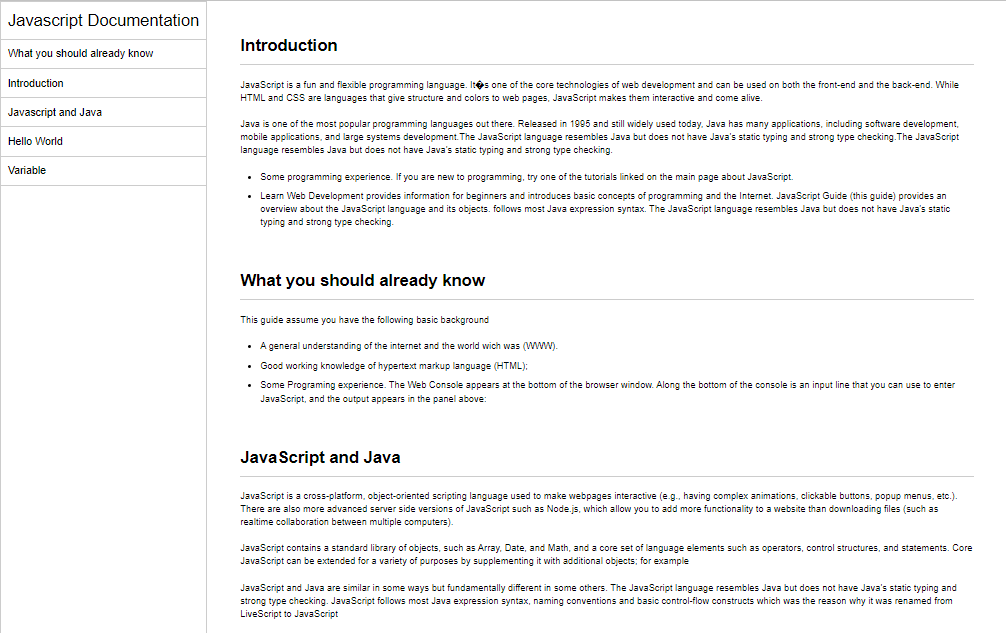 Javascript Documentation
What you should already know
Introduction
Javascript and Java
Hello World
Variable
Introduction
JavaScript is a fun and flexible programming language. It�s one of the core technologies of web development and can be used on both the front-end and the back-end. While
HTML and CSS are languages that give structure and colors to web pages, JavaScript makes them interactive and come alive.
Java is one of the most popular programming languages out there. Released in 1995 and still widely used today, Java has many applications, including software development,
mobile applications, and large systems development.The JavaScript language resembles Java but does not have Java's static typing and strong type checking.The JavaScript
language resembles Java but does not have Java's static typing and strong type checking.
• Some programming experience. If you are new to programming, try one of the tutorials linked on the main page about JavaScript.
• Learn Web Development provides information for beginners and introduces basic concepts of programming and the Internet. JavaScript Guide (this guide) provides an
overview about the JavaScript language and its objects. follows most Java expression syntax. The JavaScript language resembles Java but does not have Java's static
typing and strong type checking.
What you should already know
This guide assume you have the following basic background
• A general understanding of the internet and the world wich was (WWW).
• Good working knowledge of hypertext markup language (HTML);
• Some Programing experience. The Web Console appears at the bottom of the browser window. Along the bottom of the console is an input line that you can use to enter
JavaScript, and the output appears in the panel above:
JavaScript and Java
JavaScript is a cross-platform, object-oriented scripting language used to make webpages interactive (e.g., having complex animations, clickable buttons, popup menus, etc.).
There are also more advanced server side versions of JavaScript such as Node.js, which allow you to add more functionality to a website than downloading files (such as
realtime collaboration between multiple computers).
JavaScript contains a standard library of objects, such as Array, Date, and Math, and a core set of language elements such as operators, control structures, and statements. Core
JavaScript can be extended for a variety of purposes by supplementing it with additional objects; for example
JavaScript and Java are similar in some ways but fundamentally different in some others. The JavaScript language resembles Java but does not have Java's static typing and
strong type checking. JavaScript follows most Java expression syntax, naming conventions and basic control-flow constructs which was the reason why it was renamed from
LiveScript to JavaScript